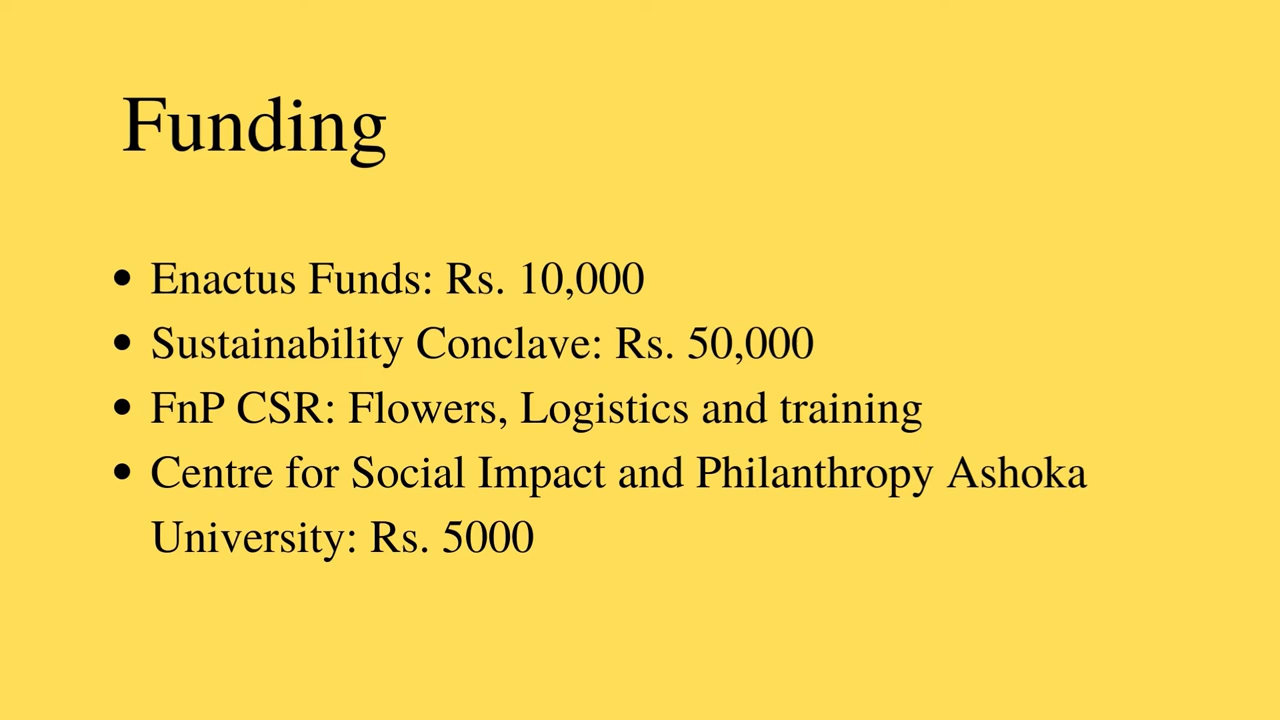 Funding
• Enactus Funds: Rs. 10,000
• Sustainability Conclave: Rs. 50,000
• FnP CSR: Flowers, Logistics and training
• Centre for Social Impact and Philanthropy Ashoka
University: Rs. 5000